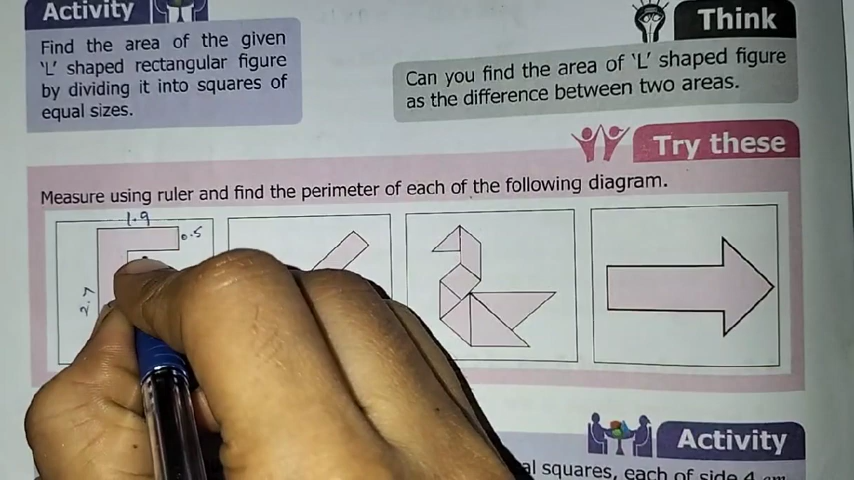 Activity
Find the area of the given
'L' shaped rectangular figure
by dividing it into squares of
equal sizes.
Think
Can you find the area of 'L' shaped figure
as the difference between two areas.
Try these
Measure using ruler and find the perimeter of each of the following diagram.
1.9
0.5
2.7
Activity
al squares, each of side 4 cm